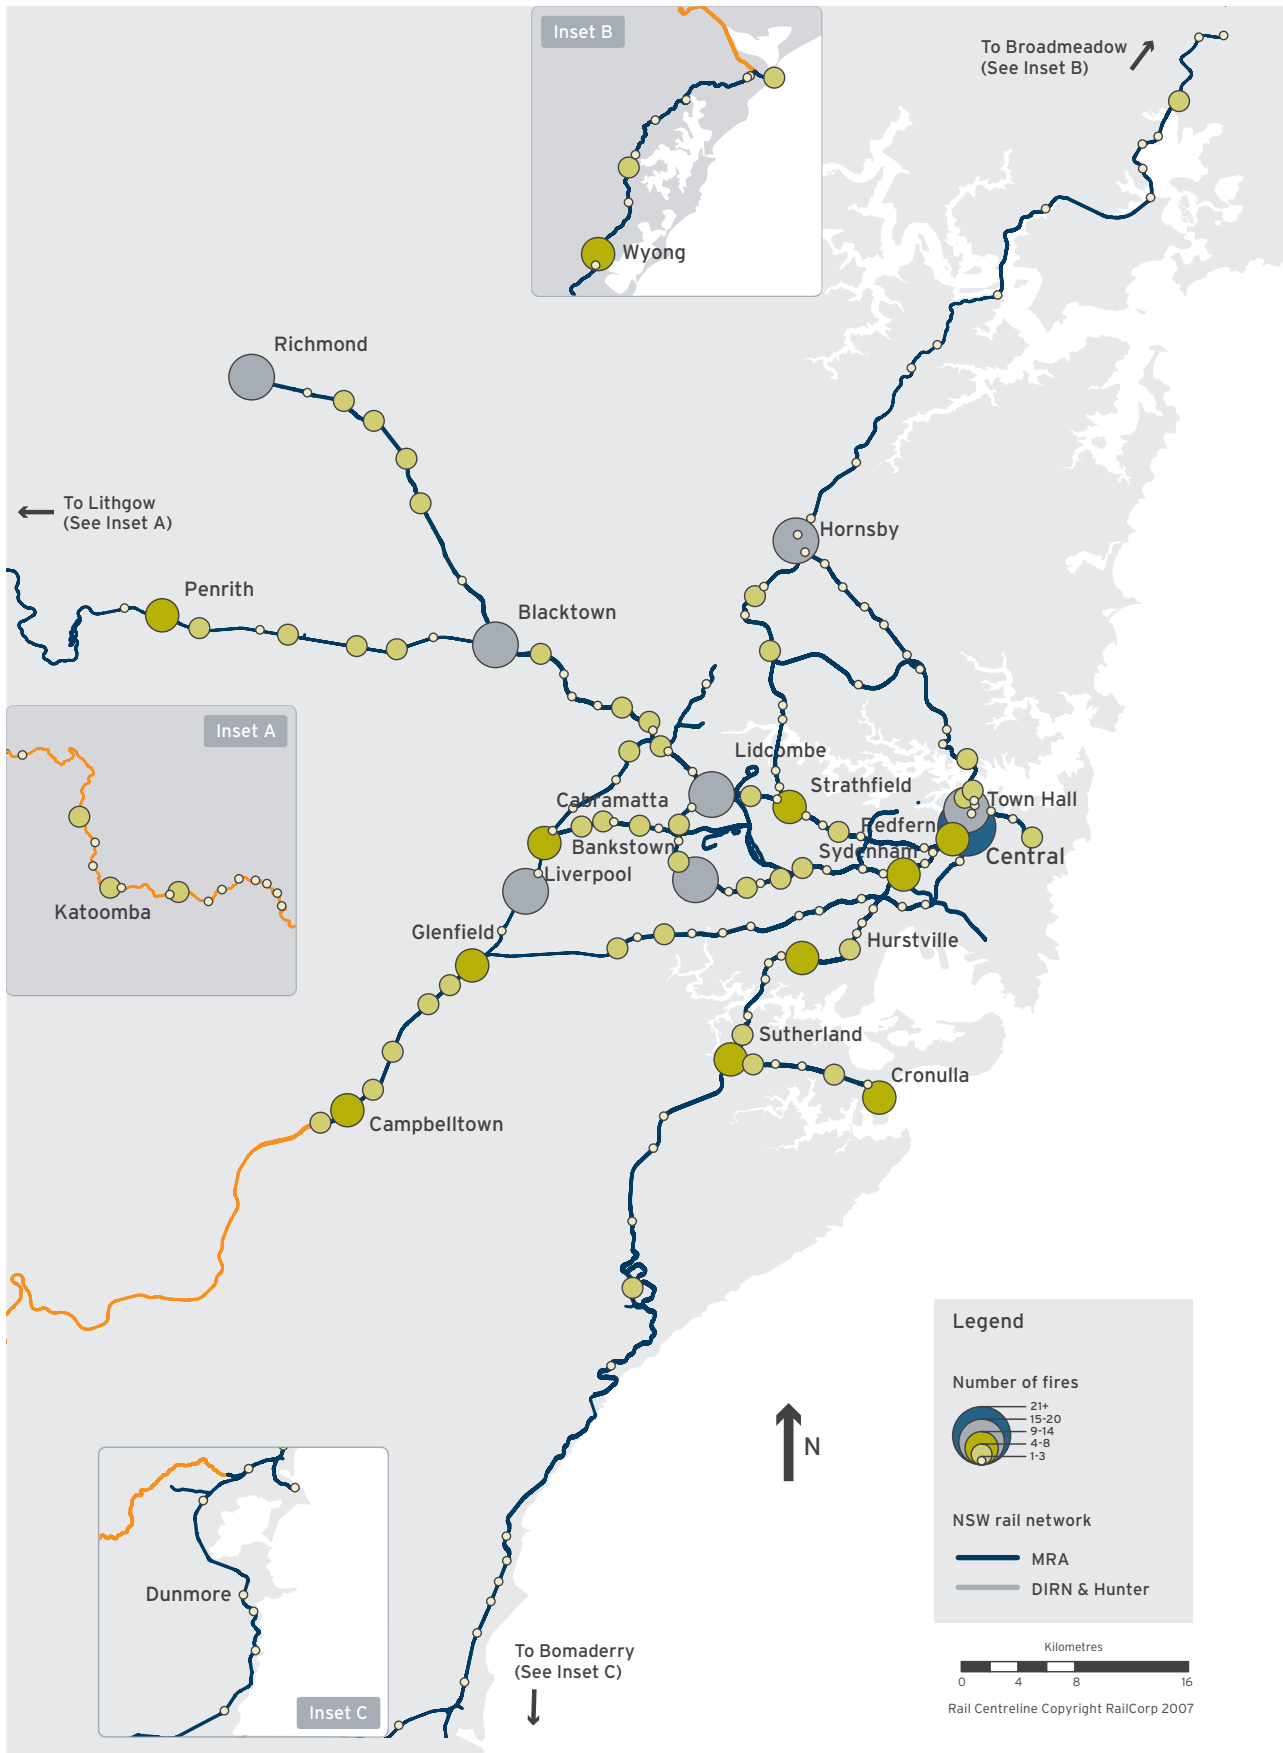 Inset B
To Broadmeadow
(See Inset B)
Wyong
Richmond
To Lithgow
(See Inset A)
Hornsby
Penrith
Blacktown
Inset A
Lidcombe
Strathfield
Cabramatta
Town Hall
Redfern
Bankstown
Sydenham
Central
Liverpool
Katoomba
Glenfield
Hurstville
Sutherland
Cronulla
Campbelltown
Legend
Number of fires
21+
15-20
9-14
4-8
1-3
N
NSW rail network
MRA
DIRN & Hunter
Dunmore
To Bomaderry
(See Inset C)
Kilometres
0 4 8 16
Inset C
Rail Centreline Copyright RailCorp 2007